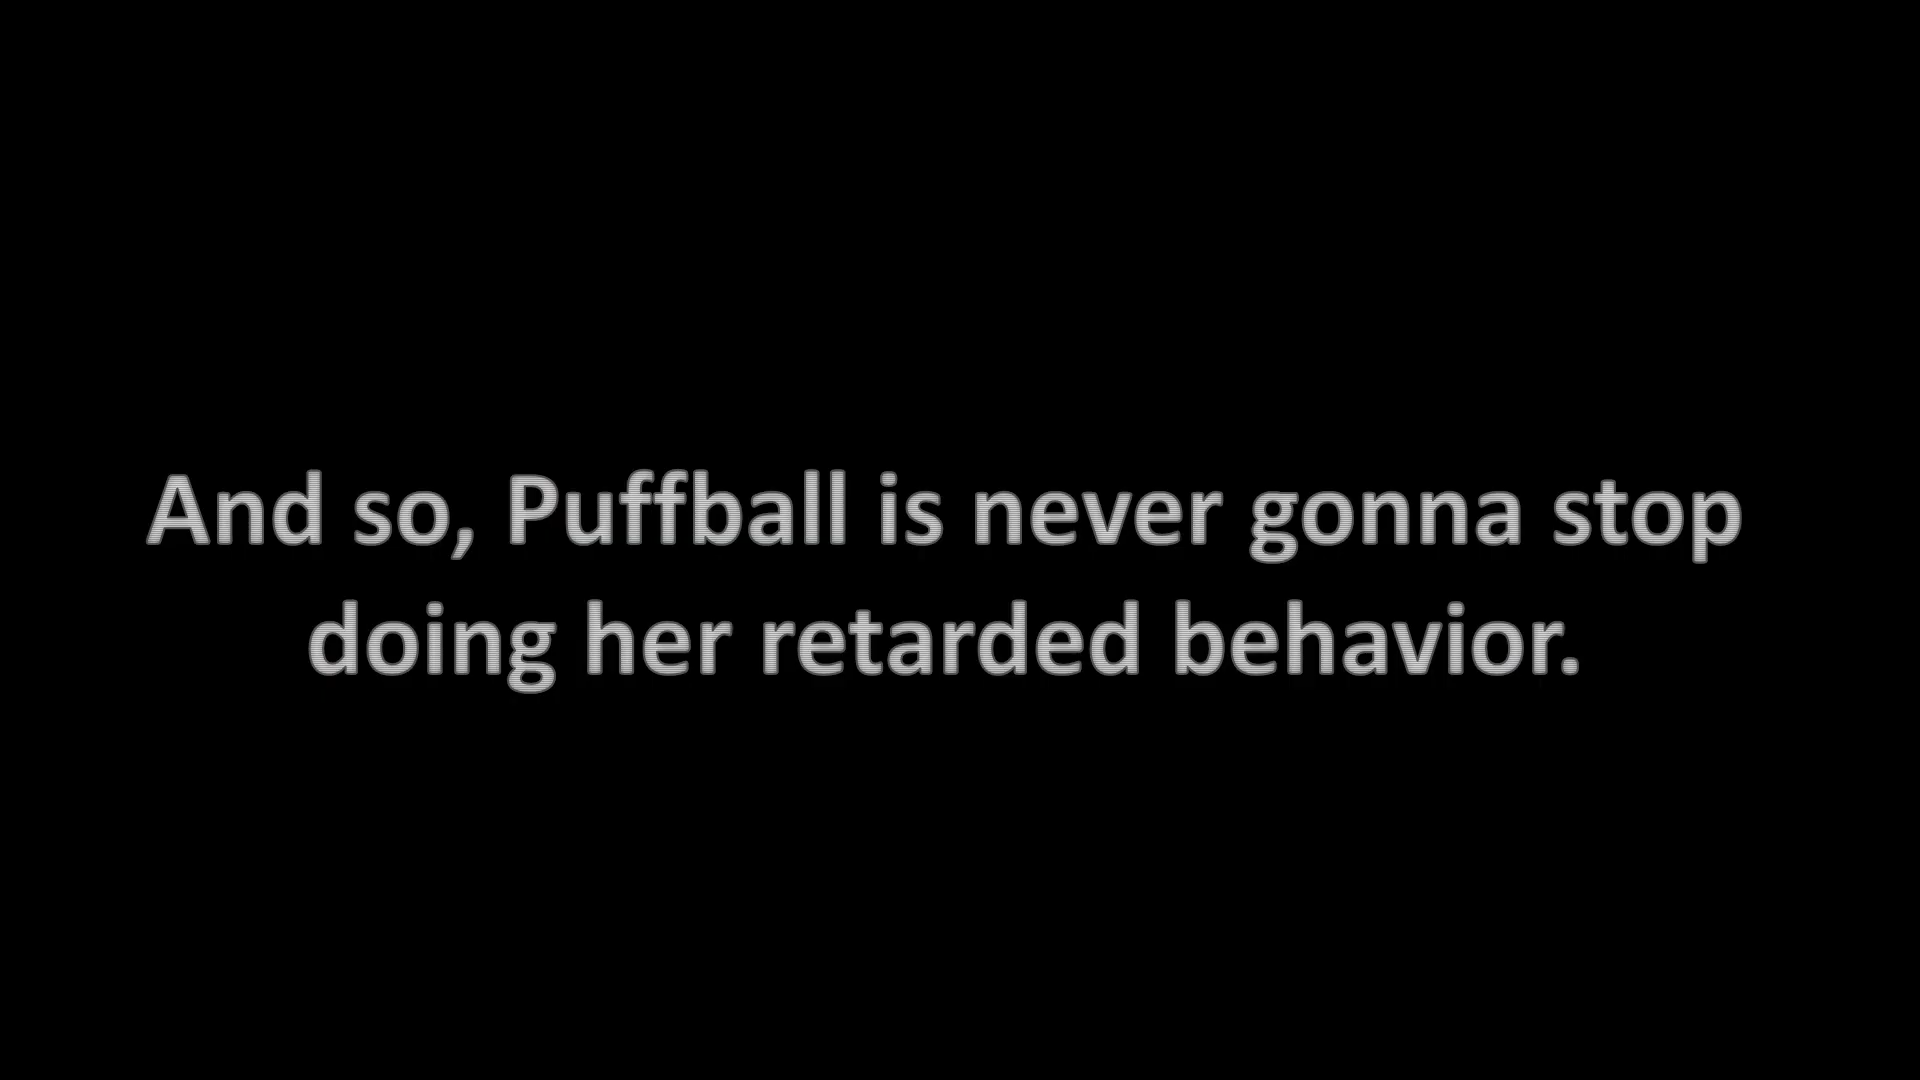 And so, Puffball is never gonna stop
doing her retarded behavior.